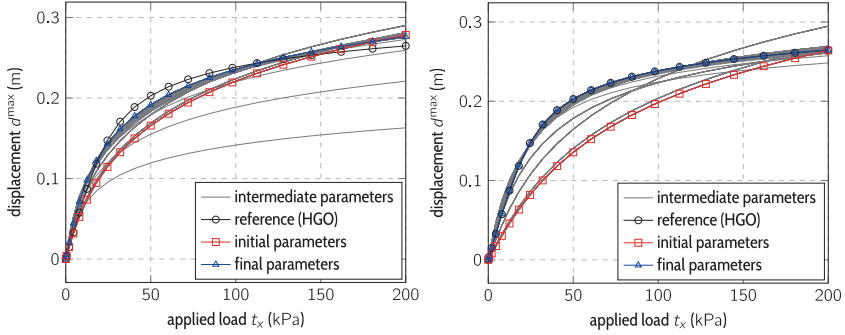 displacement d^max (m)
0.3
0.2
0.1
0
intermediate parameters
reference (HGO)
initial parameters
final parameters
0 50 100 150 200
applied load t_x (kPa)
displacement d^max (m)
0.3
0.2
0.1
0
intermediate parameters
reference (HGO)
initial parameters
final parameters
0 50 100 150 200
applied load t_x (kPa)